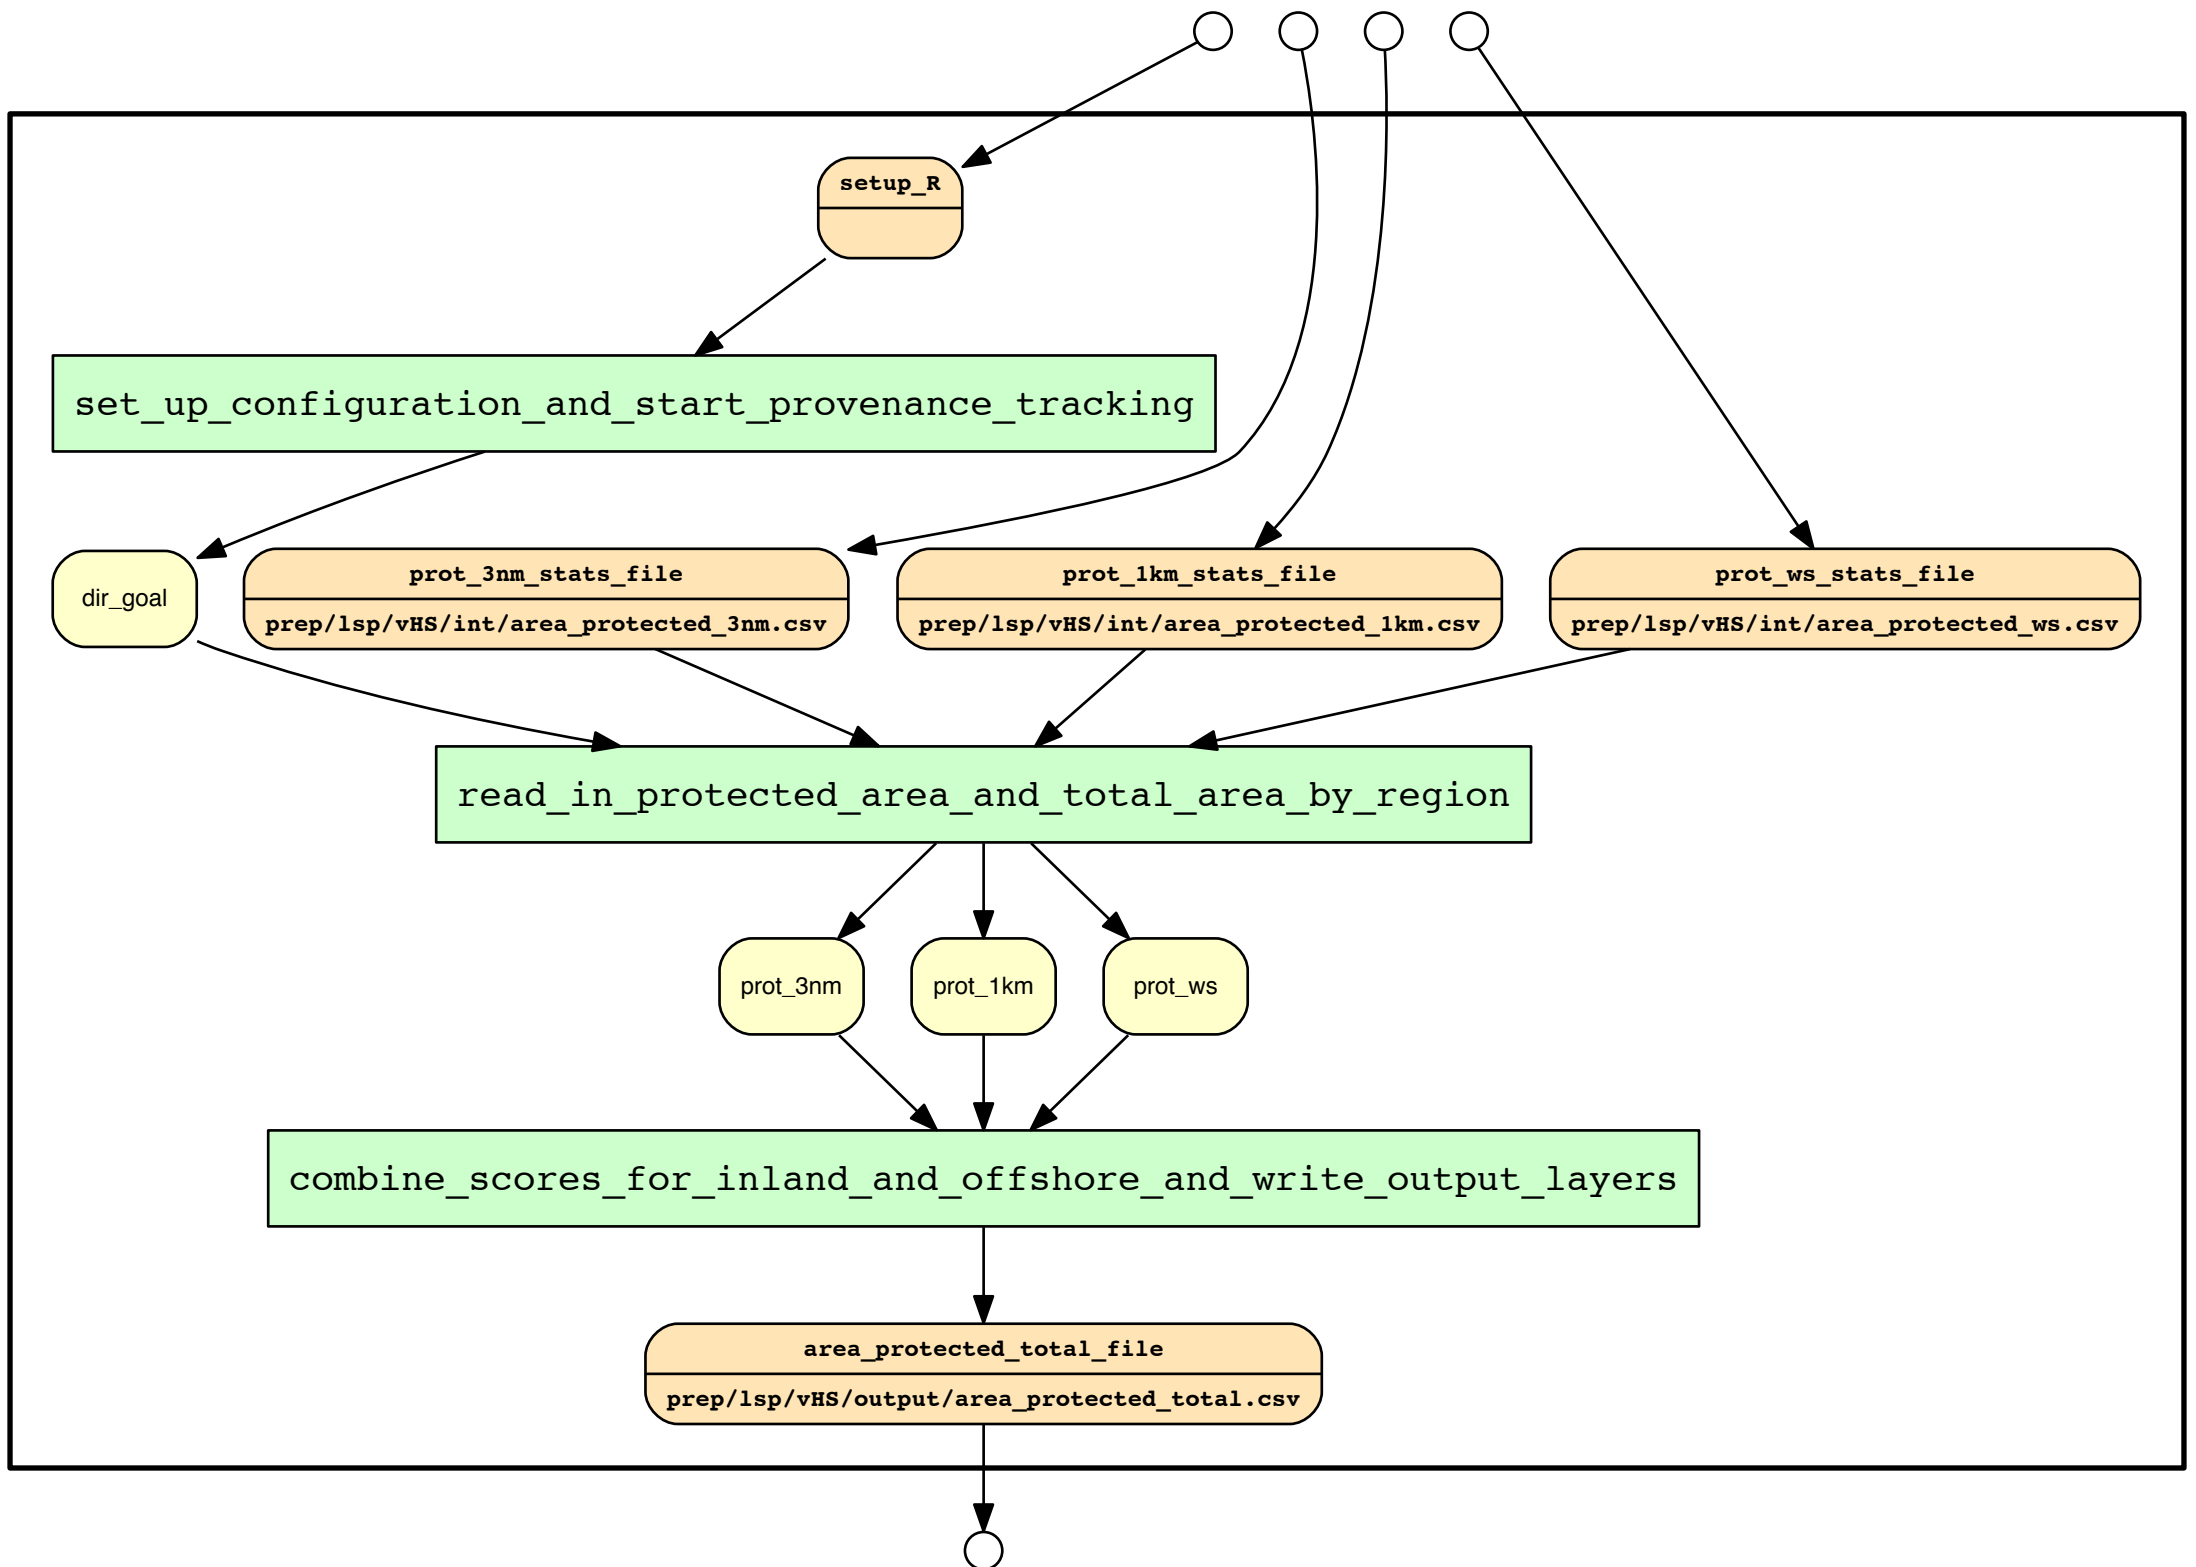 setup_R
set_up_configuration_and_start_provenance_tracking
dir_goal
prot_3nm_stats_file
prep/lsp/vHS/int/area_protected_3nm.csv
prot_1km_stats_file
prep/lsp/vHS/int/area_protected_1km.csv
prot_ws_stats_file
prep/lsp/vHS/int/area_protected_ws.csv
read_in_protected_area_and_total_area_by_region
prot_3nm
prot_1km
prot_ws
combine_scores_for_inland_and_offshore_and_write_output_layers
area_protected_total_file
prep/lsp/vHS/output/area_protected_total.csv